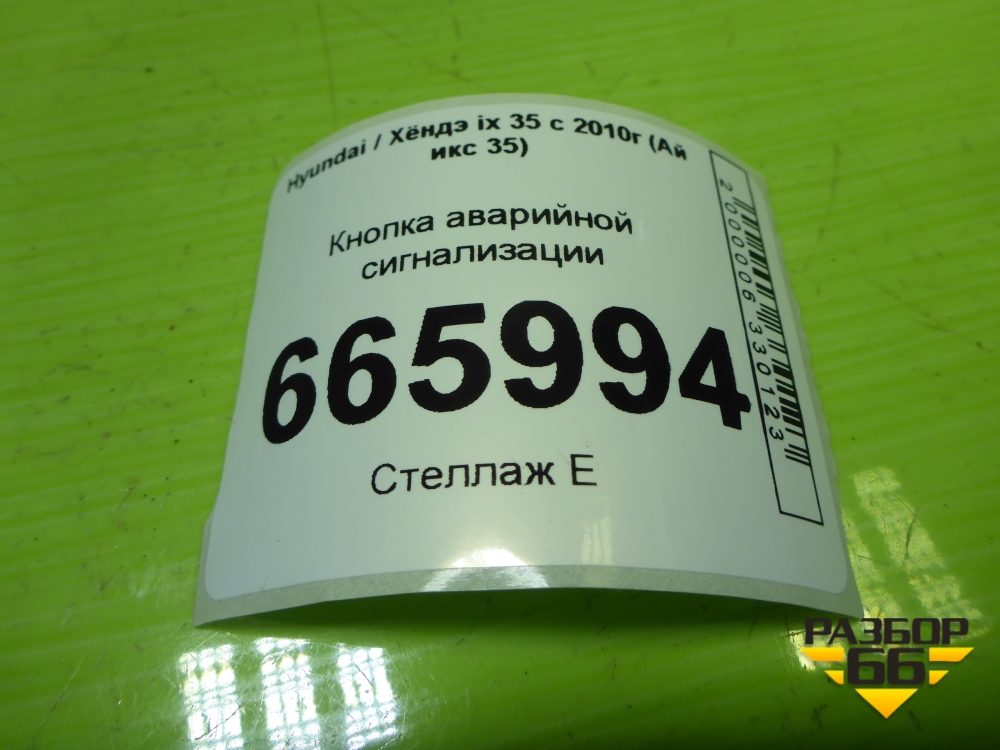 Hyundai / Хёндэ ix 35 с 2010г (Ай
икс 35)
Кнопка аварийной
сигнализации
665994
Стеллаж Е
2000006330123
РАЗБОР
66